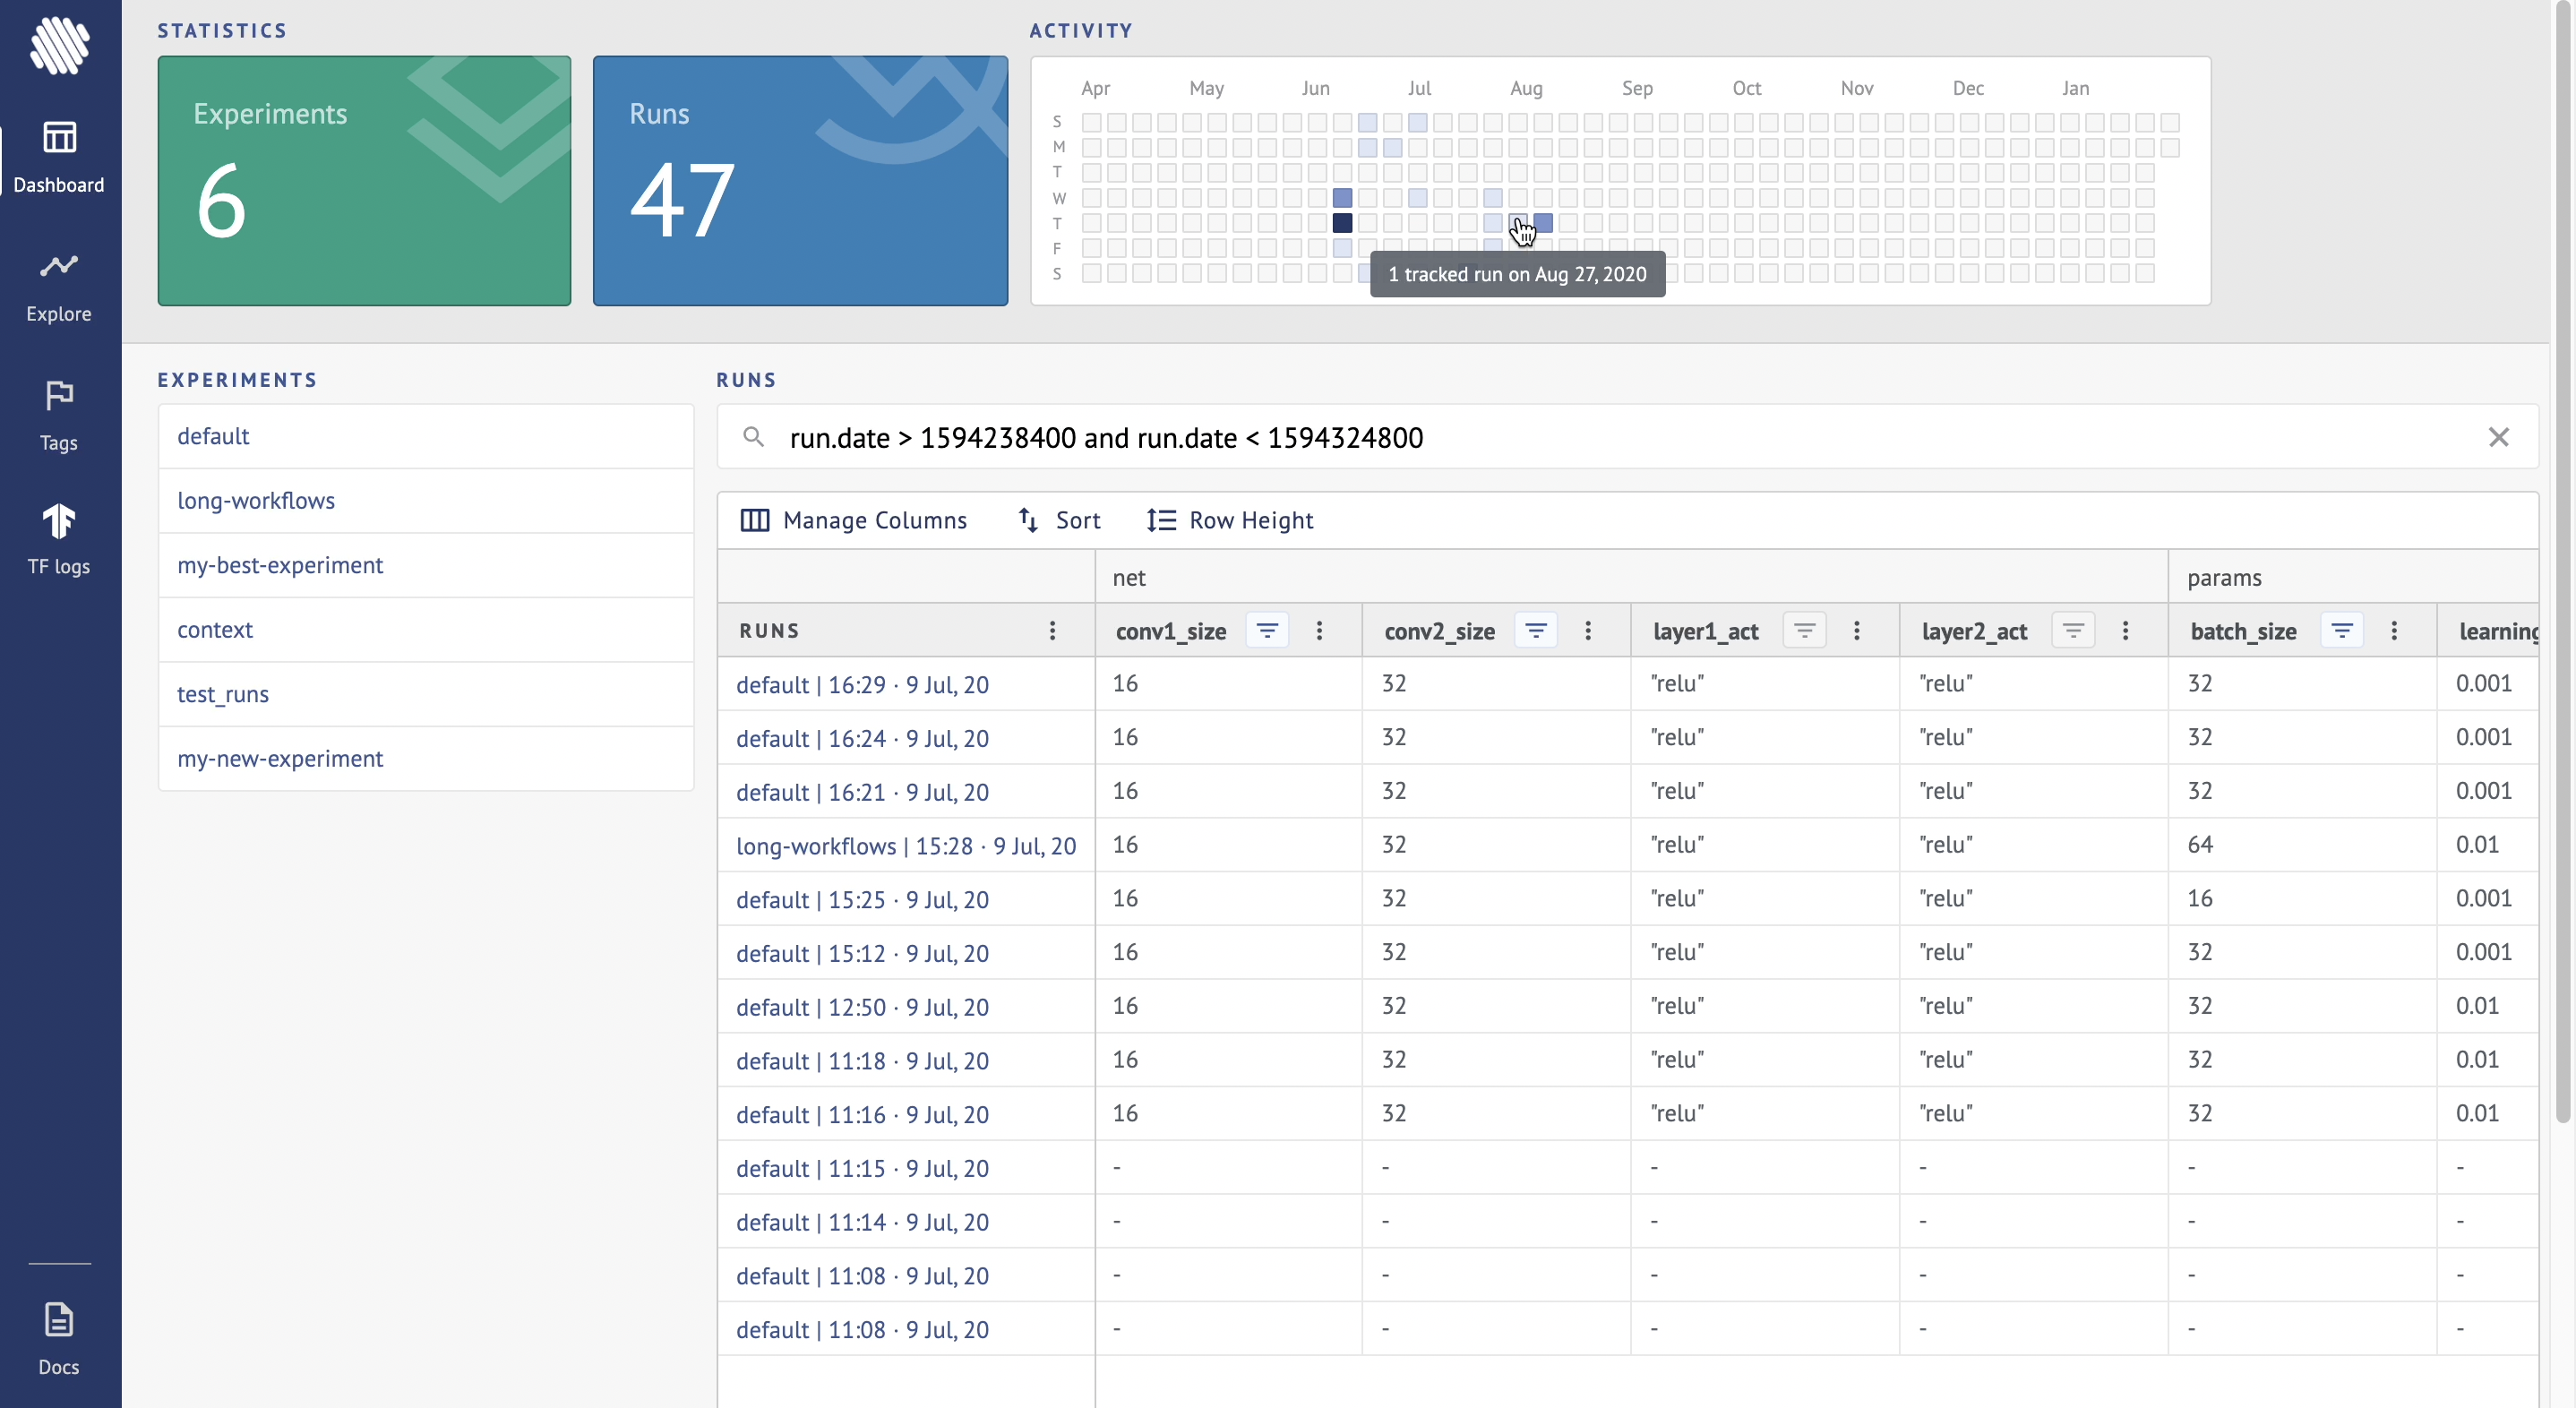 STATISTICS
ACTIVITY
Experiments
6
Runs
47
Apr May Jun Jul Aug Sep Oct Nov Dec Jan
S
M
T
W
T
F
S
1 tracked run on Aug 27, 2020
Dashboard
Explore
Tags
TF logs
Docs
EXPERIMENTS
default
long-workflows
my-best-experiment
context
test_runs
my-new-experiment
RUNS
run.date > 1594238400 and run.date < 1594324800
Manage Columns Sort Row Height
net params
RUNS conv1_size conv2_size layer1_act layer2_act batch_size learning
default | 16:29 · 9 Jul, 20 16 32 "relu" "relu" 32 0.001
default | 16:24 · 9 Jul, 20 16 32 "relu" "relu" 32 0.001
default | 16:21 · 9 Jul, 20 16 32 "relu" "relu" 32 0.001
long-workflows | 15:28 · 9 Jul, 20 16 32 "relu" "relu" 64 0.01
default | 15:25 · 9 Jul, 20 16 32 "relu" "relu" 16 0.001
default | 15:12 · 9 Jul, 20 16 32 "relu" "relu" 32 0.001
default | 12:50 · 9 Jul, 20 16 32 "relu" "relu" 32 0.01
default | 11:18 · 9 Jul, 20 16 32 "relu" "relu" 32 0.01
default | 11:16 · 9 Jul, 20 16 32 "relu" "relu" 32 0.01
default | 11:15 · 9 Jul, 20 - - - - - -
default | 11:14 · 9 Jul, 20 - - - - - -
default | 11:08 · 9 Jul, 20 - - - - - -
default | 11:08 · 9 Jul, 20 - - - - - -